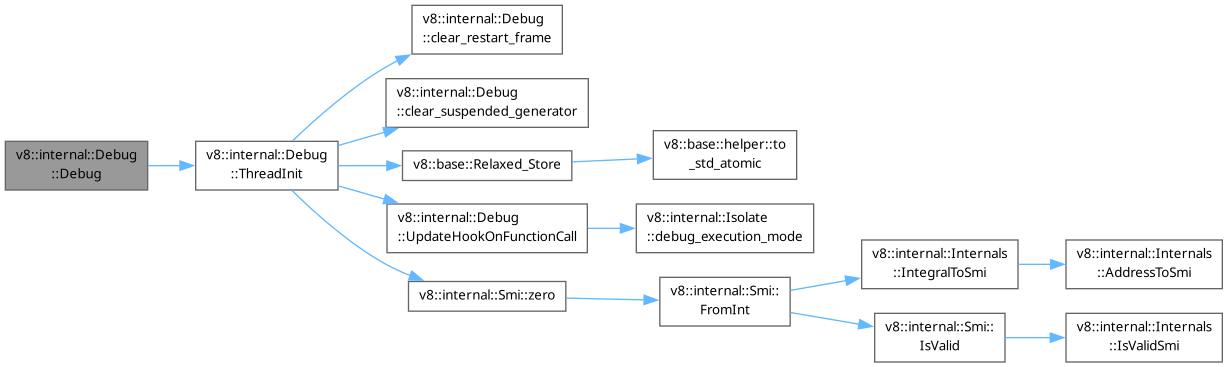 v8::internal::Debug
::Debug
v8::internal::Debug
::ThreadInit
v8::internal::Debug
::clear_restart_frame
v8::internal::Debug
::clear_suspended_generator
v8::base::Relaxed_Store
v8::base::helper::to
_std_atomic
v8::internal::Debug
::UpdateHookOnFunctionCall
v8::internal::Isolate
::debug_execution_mode
v8::internal::Smi::zero
v8::internal::Smi::
FromInt
v8::internal::Internals
::IntegralToSmi
v8::internal::Internals
::AddressToSmi
v8::internal::Smi::
IsValid
v8::internal::Internals
::IsValidSmi